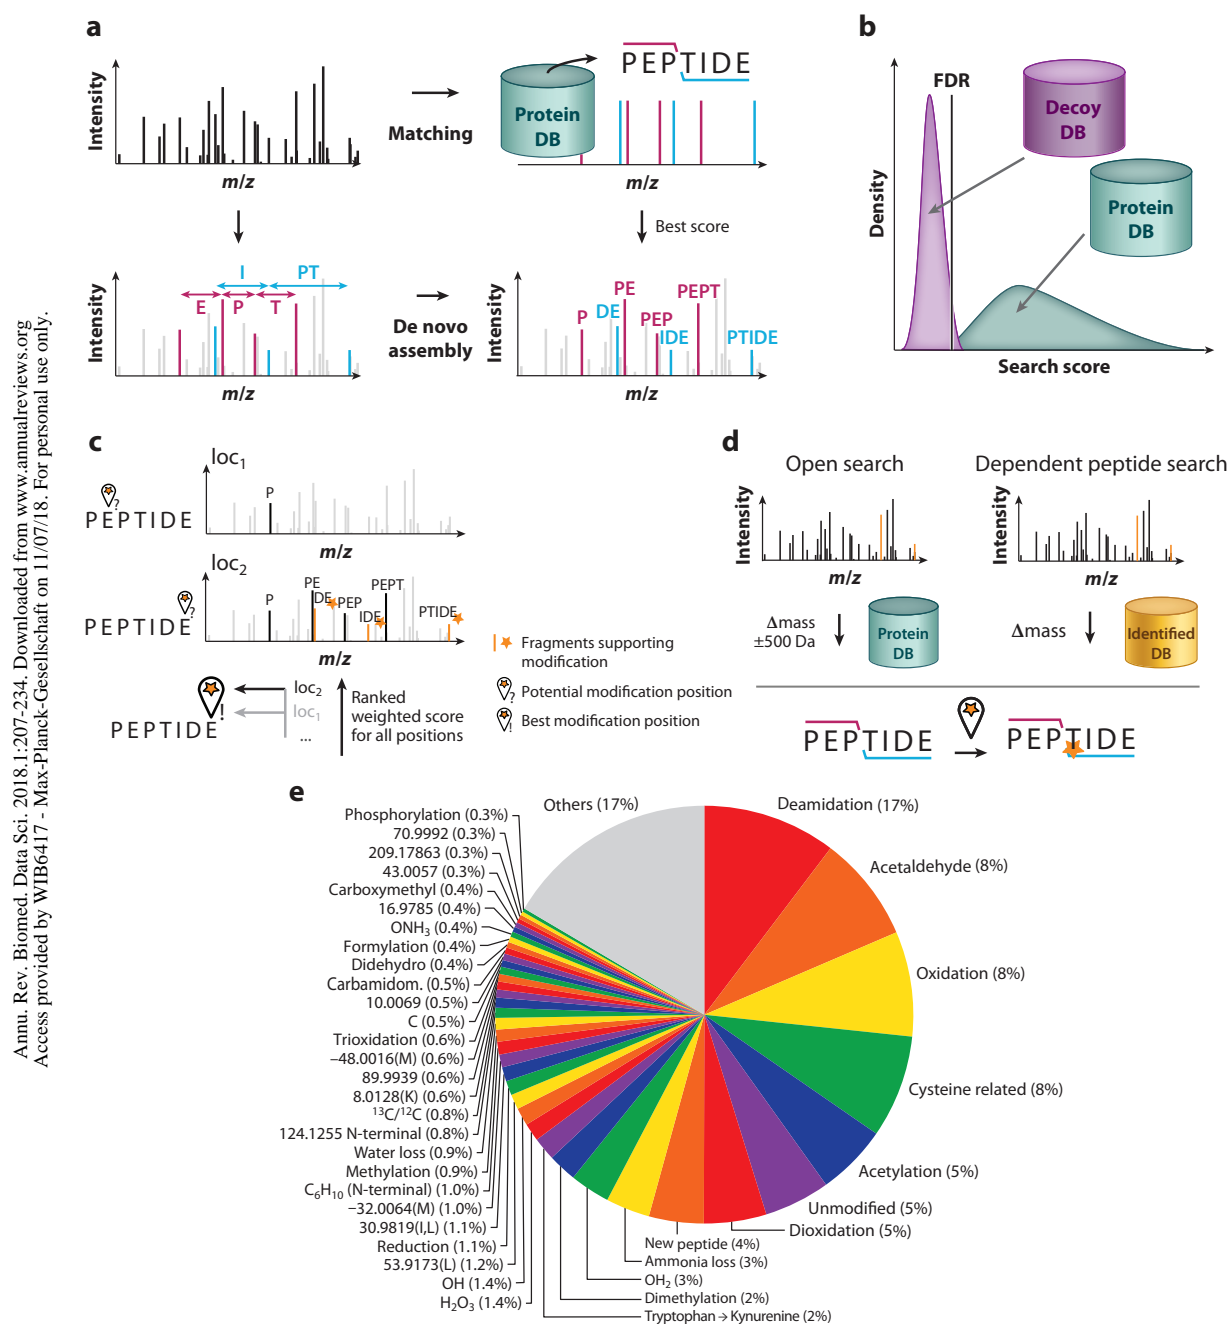 Annu. Rev. Biomed. Data Sci. 2018.1:207-234. Downloaded from www.annualreviews.org
Access provided by WIB6417 - Max-Planck-Gesellschaft on 11/07/18. For personal use only.
a
Intensity
m/z
Matching
Protein
DB
PEPTIDE
m/z
Best score
Intensity
I
PT
E
P
T
m/z
De novo
assembly
Intensity
P
DE
PE
PEP
IDE
PEPT
PTIDE
m/z
b
FDR
Density
Decoy
DB
Protein
DB
Search score
c
loc1
?
PEPTIDE
P
m/z
loc2
?
PEPTIDE
P
PE
DE
PEP
IDE
PEPT
PTIDE
m/z
!
PEPTIDE
loc2
loc1
...
Ranked
weighted score
for all positions
Fragments supporting
modification
? Potential modification position
! Best modification position
d
Open search
Intensity
m/z
Δmass
±500 Da
Protein
DB
Dependent peptide search
Intensity
m/z
Δmass
Identified
DB
PEPTIDE
PEPTIDE
e
Others (17%)
Deamidation (17%)
Acetaldehyde (8%)
Oxidation (8%)
Cysteine related (8%)
Acetylation (5%)
Unmodified (5%)
Dioxidation (5%)
New peptide (4%)
Ammonia loss (3%)
OH2 (3%)
Dimethylation (2%)
Tryptophan → Kynurenine (2%)
Phosphorylation (0.3%)
70.9992 (0.3%)
209.17863 (0.3%)
43.0057 (0.3%)
Carboxymethyl (0.4%)
16.9785 (0.4%)
ONH3 (0.4%)
Formylation (0.4%)
Didehydro (0.4%)
Carbamidom. (0.5%)
10.0069 (0.5%)
C (0.5%)
Trioxidation (0.6%)
−48.0016(M) (0.6%)
89.9939 (0.6%)
8.0128(K) (0.6%)
13C/12C (0.8%)
124.1255 N-terminal (0.8%)
Water loss (0.9%)
Methylation (0.9%)
C6H10 (N-terminal) (1.0%)
−32.0064(M) (1.0%)
30.9819(I,L) (1.1%)
Reduction (1.1%)
53.9173(L) (1.2%)
OH (1.4%)
H2O3 (1.4%)